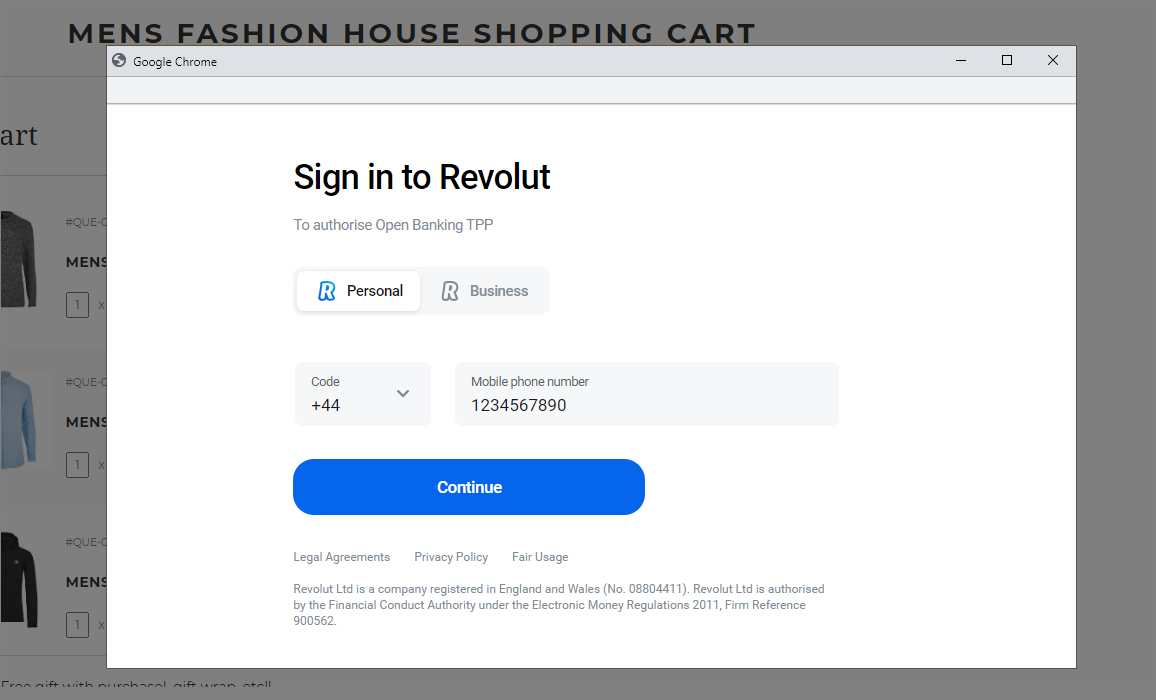 MENS FASHION HOUSE SHOPPING CART
Google Chrome
art
Sign in to Revolut
To authorise Open Banking TPP
Personal
Business
Code
+44
Mobile phone number
1234567890
Continue
Legal Agreements
Privacy Policy
Fair Usage
Revolut Ltd is a company registered in England and Wales (No. 08804411). Revolut Ltd is authorised
by the Financial Conduct Authority under the Electronic Money Regulations 2011, Firm Reference
900562.
#QUE-
MENS
1 x
#QUE-
MENS
1 x
#QUE-
MENS
1 x
Free gift with purchase!, gift wrap, etc!!